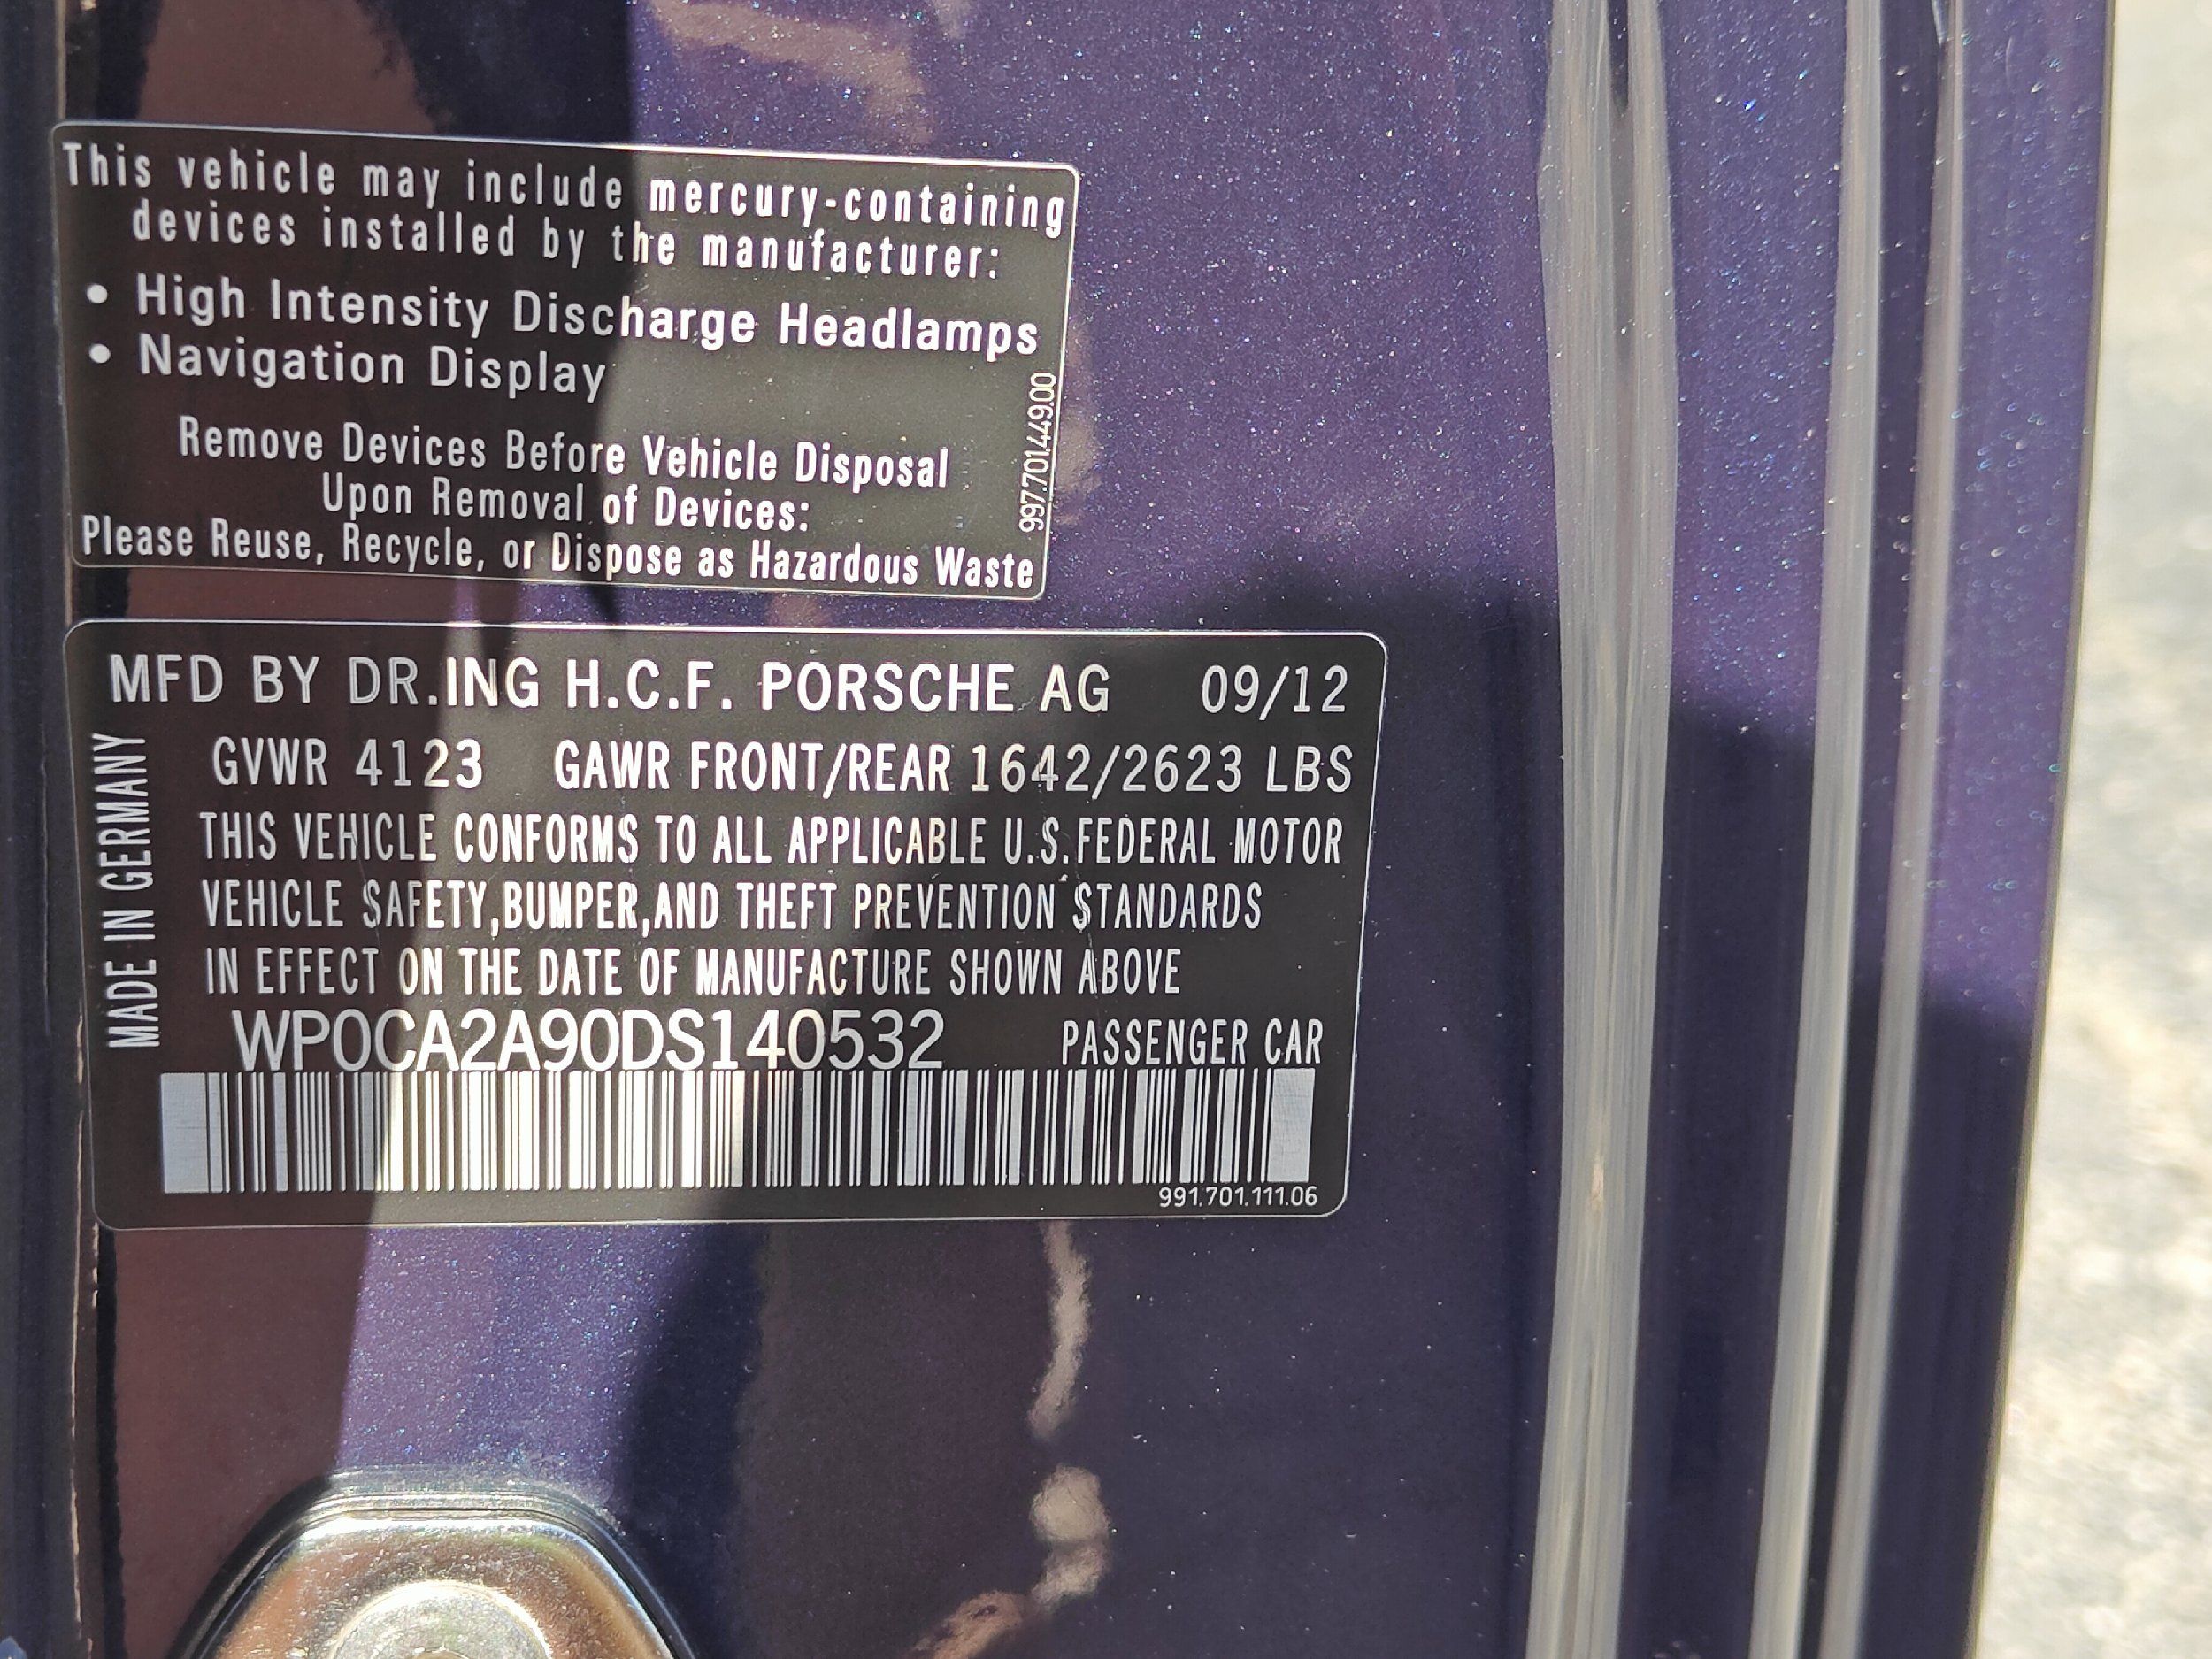 This vehicle may include mercury-containing
devices installed by the manufacturer:
• High Intensity Discharge Headlamps
• Navigation Display
Remove Devices Before Vehicle Disposal
Upon Removal of Devices:
Please Reuse, Recycle, or Dispose as Hazardous Waste
997.701.449.00
MFD BY DR.ING H.C.F. PORSCHE AG 09/12
GVWR 4123 GAWR FRONT/REAR 1642/2623 LBS
THIS VEHICLE CONFORMS TO ALL APPLICABLE U.S.FEDERAL MOTOR
VEHICLE SAFETY,BUMPER,AND THEFT PREVENTION STANDARDS
IN EFFECT ON THE DATE OF MANUFACTURE SHOWN ABOVE
WP0CA2A90DS140532 PASSENGER CAR
991.701.111.06
MADE IN GERMANY